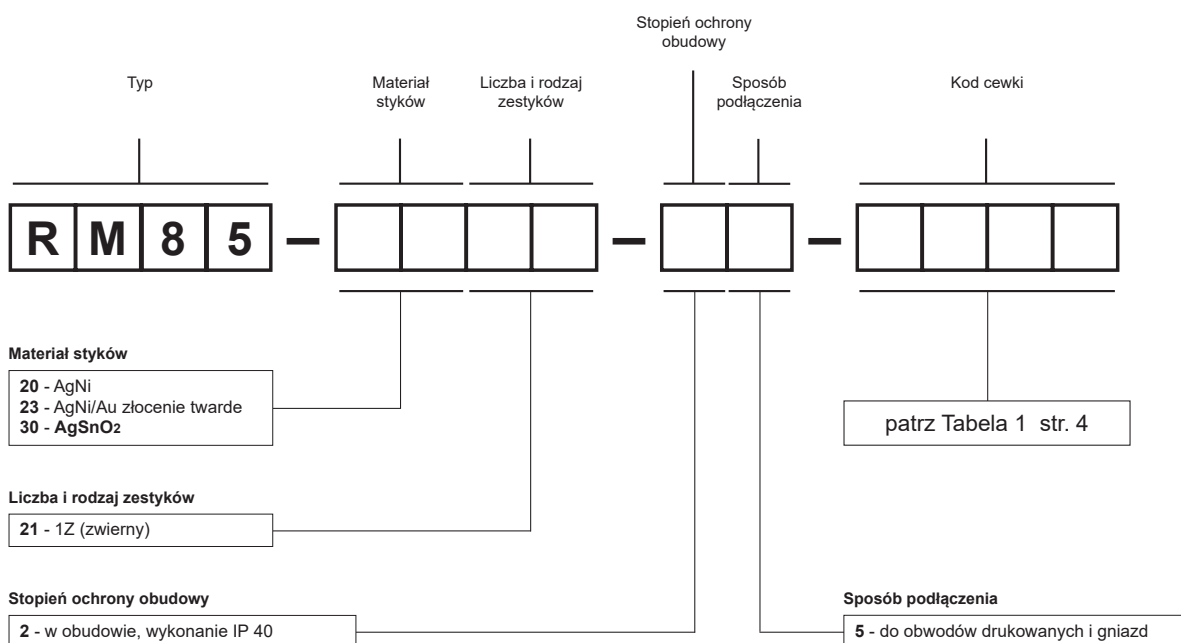 Stopień ochrony
obudowy
Typ
Materiał
styków
Liczba i rodzaj
zestyków
Sposób
podłączenia
Kod cewki
R M 8 5 – – –
Materiał styków
20 - AgNi
23 - AgNi/Au złocenie twarde
30 - AgSnO2
patrz Tabela 1 str. 4
Liczba i rodzaj zestyków
21 - 1Z (zwierny)
Stopień ochrony obudowy
2 - w obudowie, wykonanie IP 40
Sposób podłączenia
5 - do obwodów drukowanych i gniazd